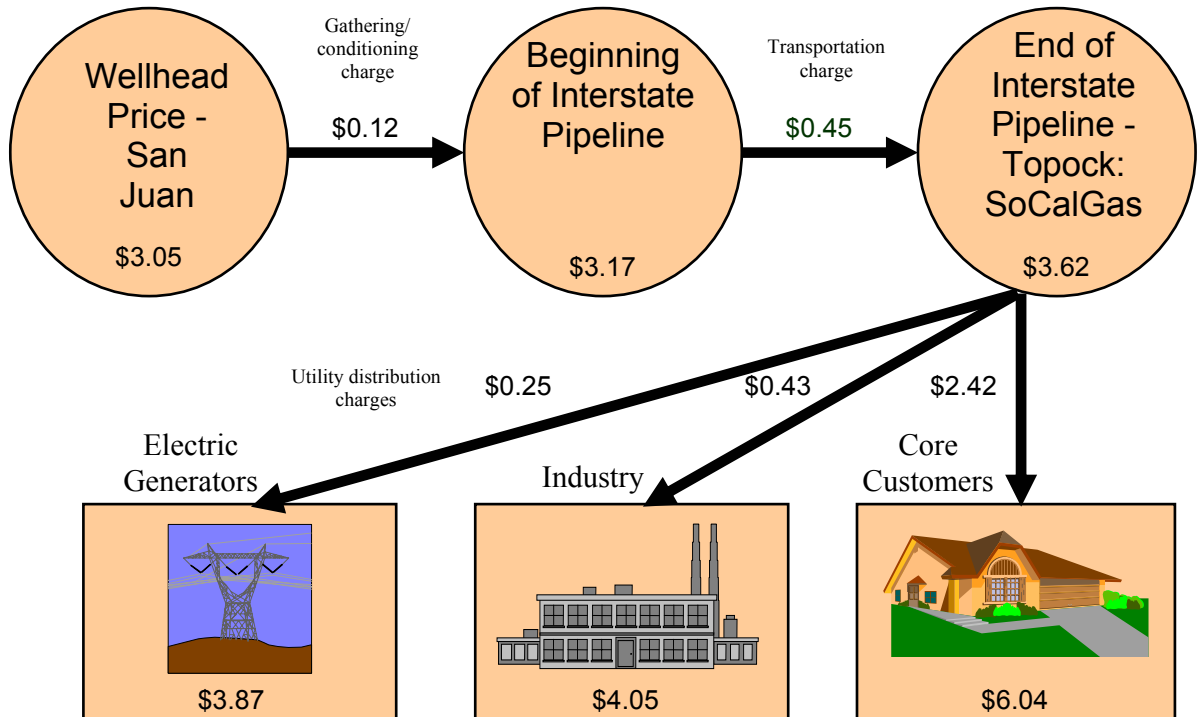 Wellhead
Price -
San
Juan
$3.05
Gathering/
conditioning
charge
$0.12
Beginning
of Interstate
Pipeline
$3.17
Transportation
charge
$0.45
End of
Interstate
Pipeline -
Topock:
SoCalGas
$3.62
Utility distribution
charges
$0.25
$0.43
$2.42
Electric
Generators
$3.87
Industry
$4.05
Core
Customers
$6.04